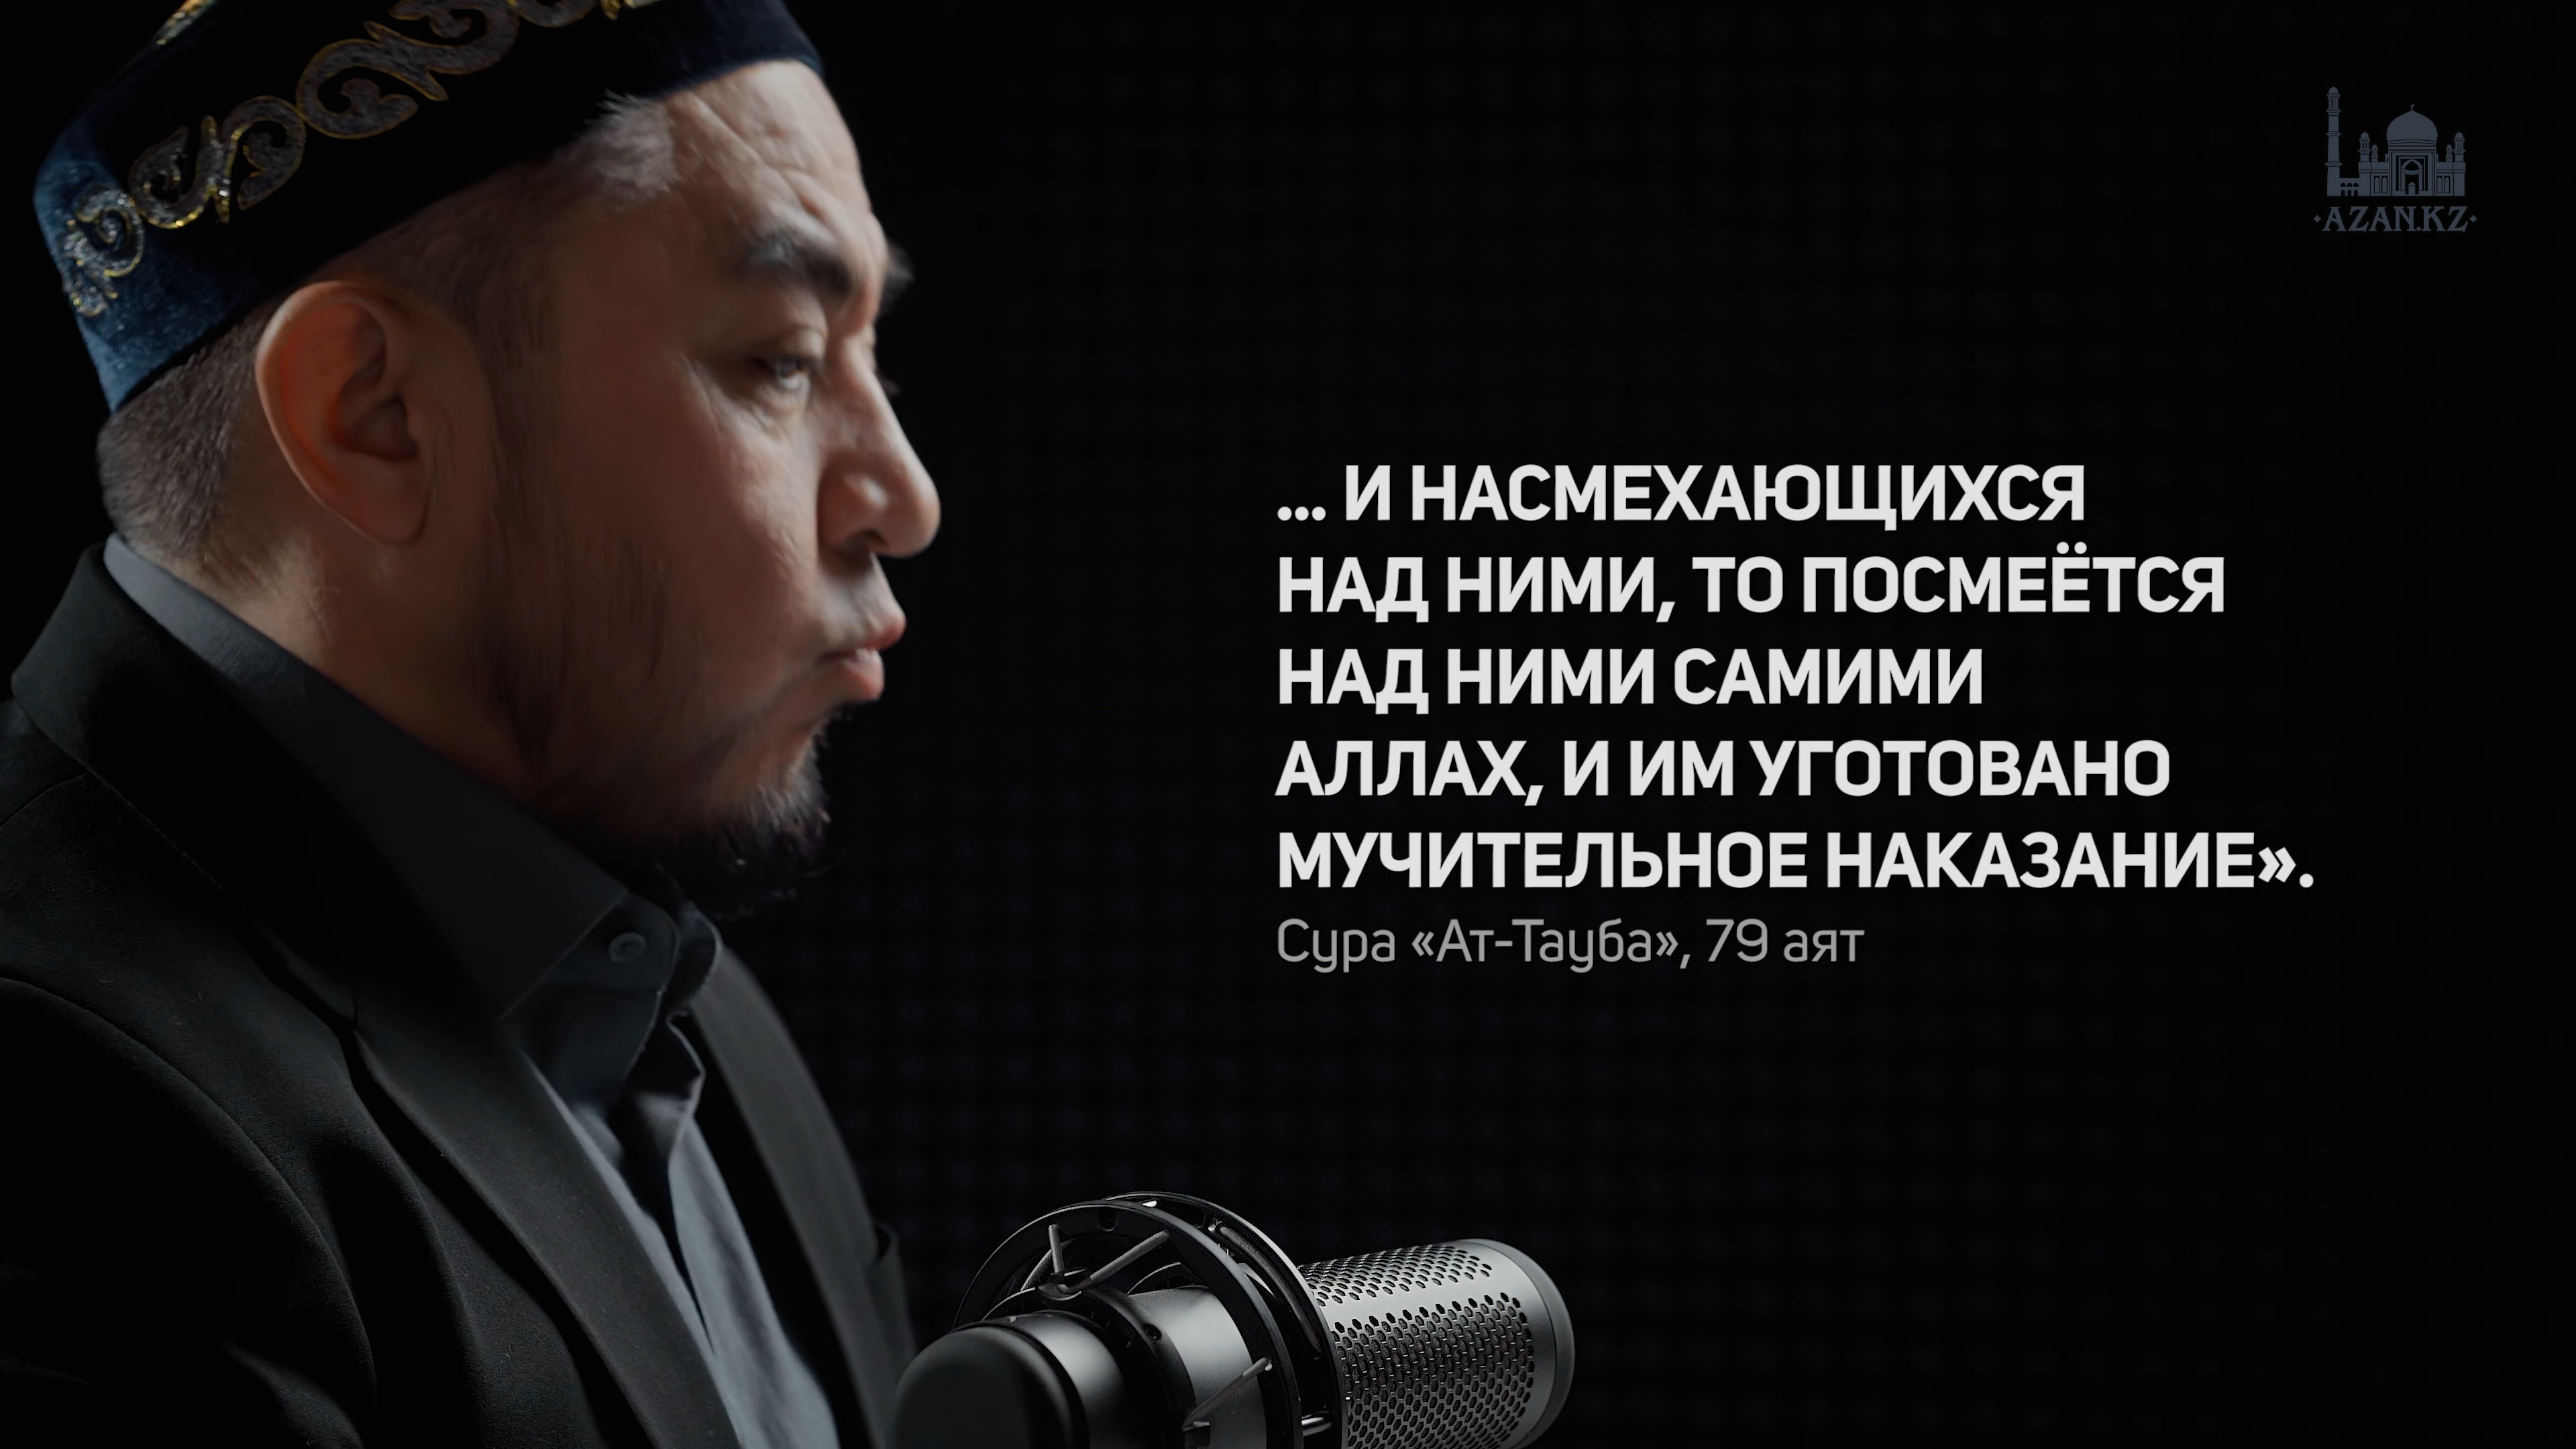 AZAN.KZ
... И НАСМЕХАЮЩИХСЯ
НАД НИМИ, ТО ПОСМЕЁТСЯ
НАД НИМИ САМИМИ
АЛЛАХ, И ИМ УГОТОВАНО
МУЧИТЕЛЬНОЕ НАКАЗАНИЕ».
Сура «Ат-Тауба», 79 аят